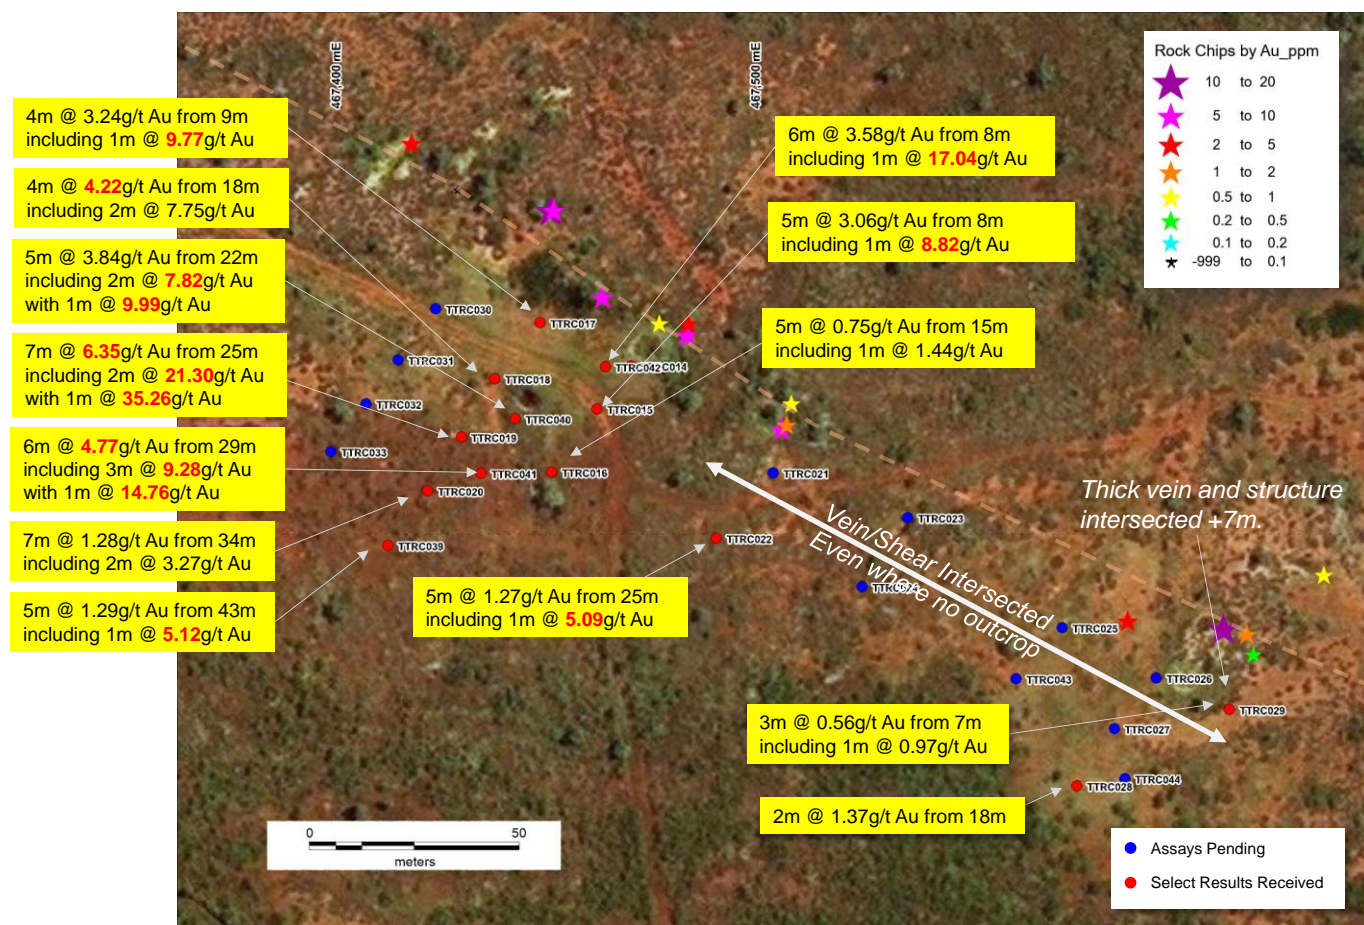 467,400 mE
467,500 mE
Rock Chips by Au_ppm
10 to 20
5 to 10
2 to 5
1 to 2
0.5 to 1
0.2 to 0.5
0.1 to 0.2
-999 to 0.1
4m @ 3.24g/t Au from 9m
including 1m @ 9.77g/t Au
4m @ 4.22g/t Au from 18m
including 2m @ 7.75g/t Au
5m @ 3.84g/t Au from 22m
including 2m @ 7.82g/t Au
with 1m @ 9.99g/t Au
7m @ 6.35g/t Au from 25m
including 2m @ 21.30g/t Au
with 1m @ 35.26g/t Au
6m @ 4.77g/t Au from 29m
including 3m @ 9.28g/t Au
with 1m @ 14.76g/t Au
7m @ 1.28g/t Au from 34m
including 2m @ 3.27g/t Au
5m @ 1.29g/t Au from 43m
including 1m @ 5.12g/t Au
6m @ 3.58g/t Au from 8m
including 1m @ 17.04g/t Au
5m @ 3.06g/t Au from 8m
including 1m @ 8.82g/t Au
5m @ 0.75g/t Au from 15m
including 1m @ 1.44g/t Au
5m @ 1.27g/t Au from 25m
including 1m @ 5.09g/t Au
3m @ 0.56g/t Au from 7m
including 1m @ 0.97g/t Au
2m @ 1.37g/t Au from 18m
TTRC030
TTRC017
TTRC031
TTRC042
C014
TTRC018
TTRC032
TTRC015
TTRC040
TTRC019
TTRC033
TTRC041
TTRC016
TTRC020
TTRC021
TTRC023
TTRC022
TTRC039
TTRC025
TTRC043
TTRC026
TTRC029
TTRC027
TTRC044
TTRC028
Vein/Shear Intersected
Even where no outcrop
Thick vein and structure
intersected +7m.
0 50
meters
Assays Pending
Select Results Received